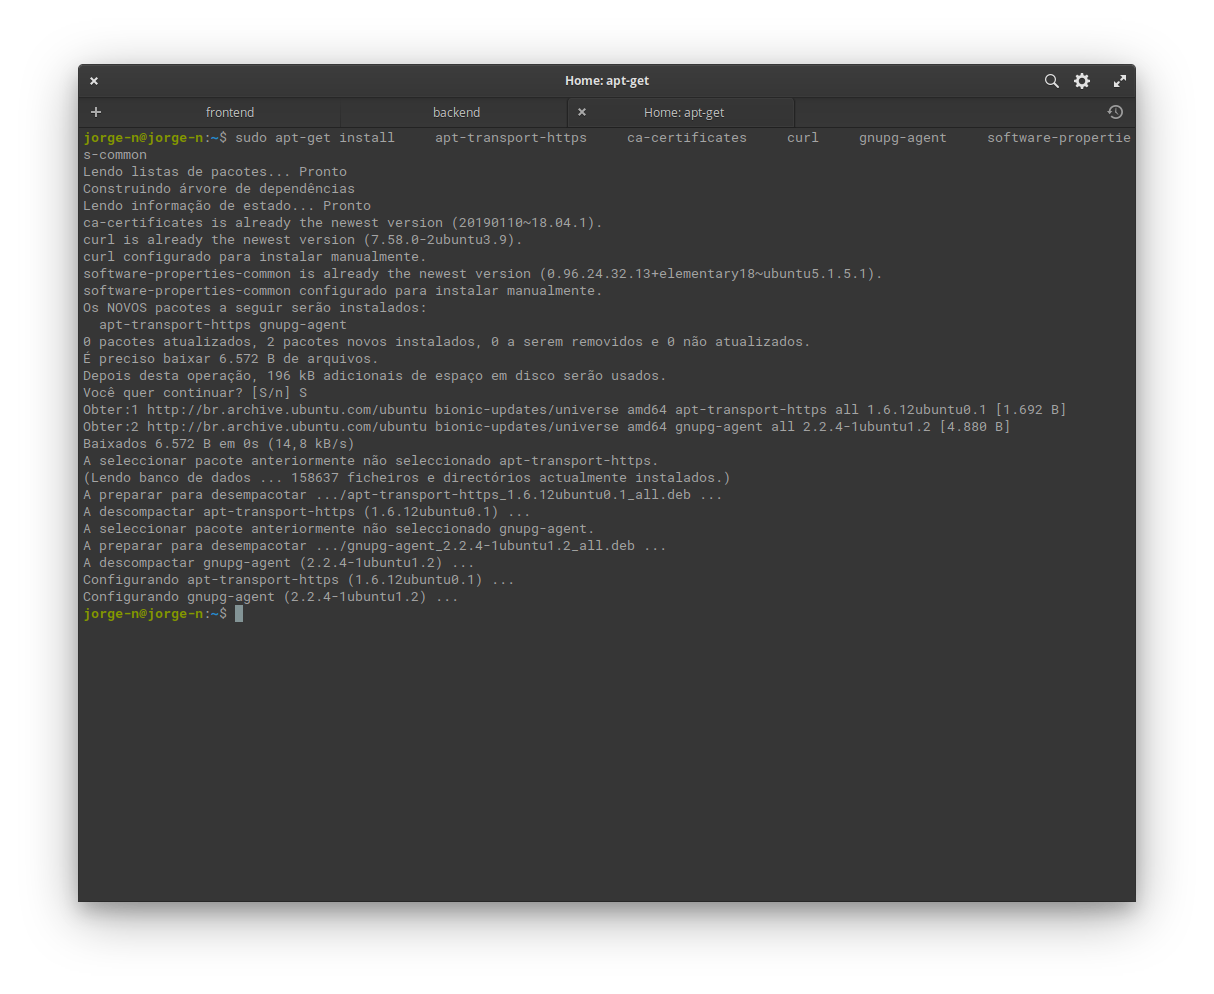 Home: apt-get
frontend backend Home: apt-get
jorge-n@jorge-n:~$ sudo apt-get install     apt-transport-https     ca-certificates     curl     gnupg-agent     software-propertie
s-common
Lendo listas de pacotes... Pronto
Construindo árvore de dependências
Lendo informação de estado... Pronto
ca-certificates is already the newest version (20190110~18.04.1).
curl is already the newest version (7.58.0-2ubuntu3.9).
curl configurado para instalar manualmente.
software-properties-common is already the newest version (0.96.24.32.13+elementary18~ubuntu5.1.5.1).
software-properties-common configurado para instalar manualmente.
Os NOVOS pacotes a seguir serão instalados:
  apt-transport-https gnupg-agent
0 pacotes atualizados, 2 pacotes novos instalados, 0 a serem removidos e 0 não atualizados.
É preciso baixar 6.572 B de arquivos.
Depois desta operação, 196 kB adicionais de espaço em disco serão usados.
Você quer continuar? [S/n] S
Obter:1 http://br.archive.ubuntu.com/ubuntu bionic-updates/universe amd64 apt-transport-https all 1.6.12ubuntu0.1 [1.692 B]
Obter:2 http://br.archive.ubuntu.com/ubuntu bionic-updates/universe amd64 gnupg-agent all 2.2.4-1ubuntu1.2 [4.880 B]
Baixados 6.572 B em 0s (14,8 kB/s)
A seleccionar pacote anteriormente não seleccionado apt-transport-https.
(Lendo banco de dados ... 158637 ficheiros e directórios actualmente instalados.)
A preparar para desempacotar .../apt-transport-https_1.6.12ubuntu0.1_all.deb ...
A descompactar apt-transport-https (1.6.12ubuntu0.1) ...
A seleccionar pacote anteriormente não seleccionado gnupg-agent.
A preparar para desempacotar .../gnupg-agent_2.2.4-1ubuntu1.2_all.deb ...
A descompactar gnupg-agent (2.2.4-1ubuntu1.2) ...
Configurando apt-transport-https (1.6.12ubuntu0.1) ...
Configurando gnupg-agent (2.2.4-1ubuntu1.2) ...
jorge-n@jorge-n:~$